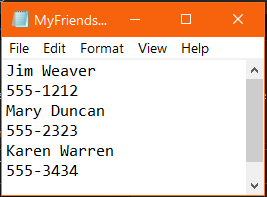 MyFriends...
File Edit Format View Help
Jim Weaver
555-1212
Mary Duncan
555-2323
Karen Warren
555-3434